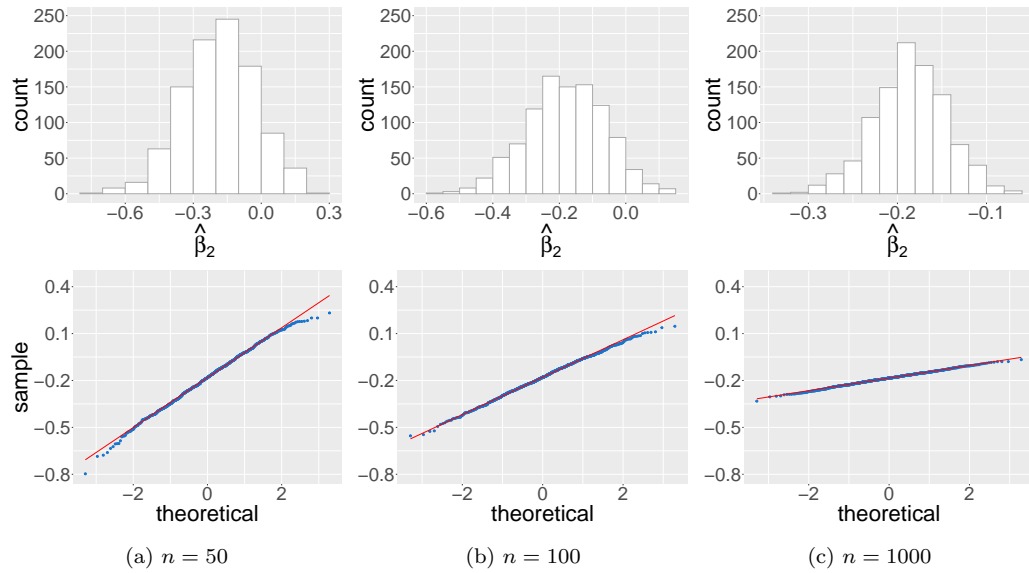 250
200
150
100
50
0
count
−0.6 −0.3 0.0 0.3
β̂₂
250
200
150
100
50
0
count
−0.6 −0.4 −0.2 0.0
β̂₂
250
200
150
100
50
0
count
−0.3 −0.2 −0.1
β̂₂
0.4
0.1
−0.2
−0.5
−0.8
sample
−2 0 2
theoretical
0.4
0.1
−0.2
−0.5
−0.8
−2 0 2
theoretical
0.4
0.1
−0.2
−0.5
−0.8
−2 0 2
theoretical
(a) n = 50
(b) n = 100
(c) n = 1000